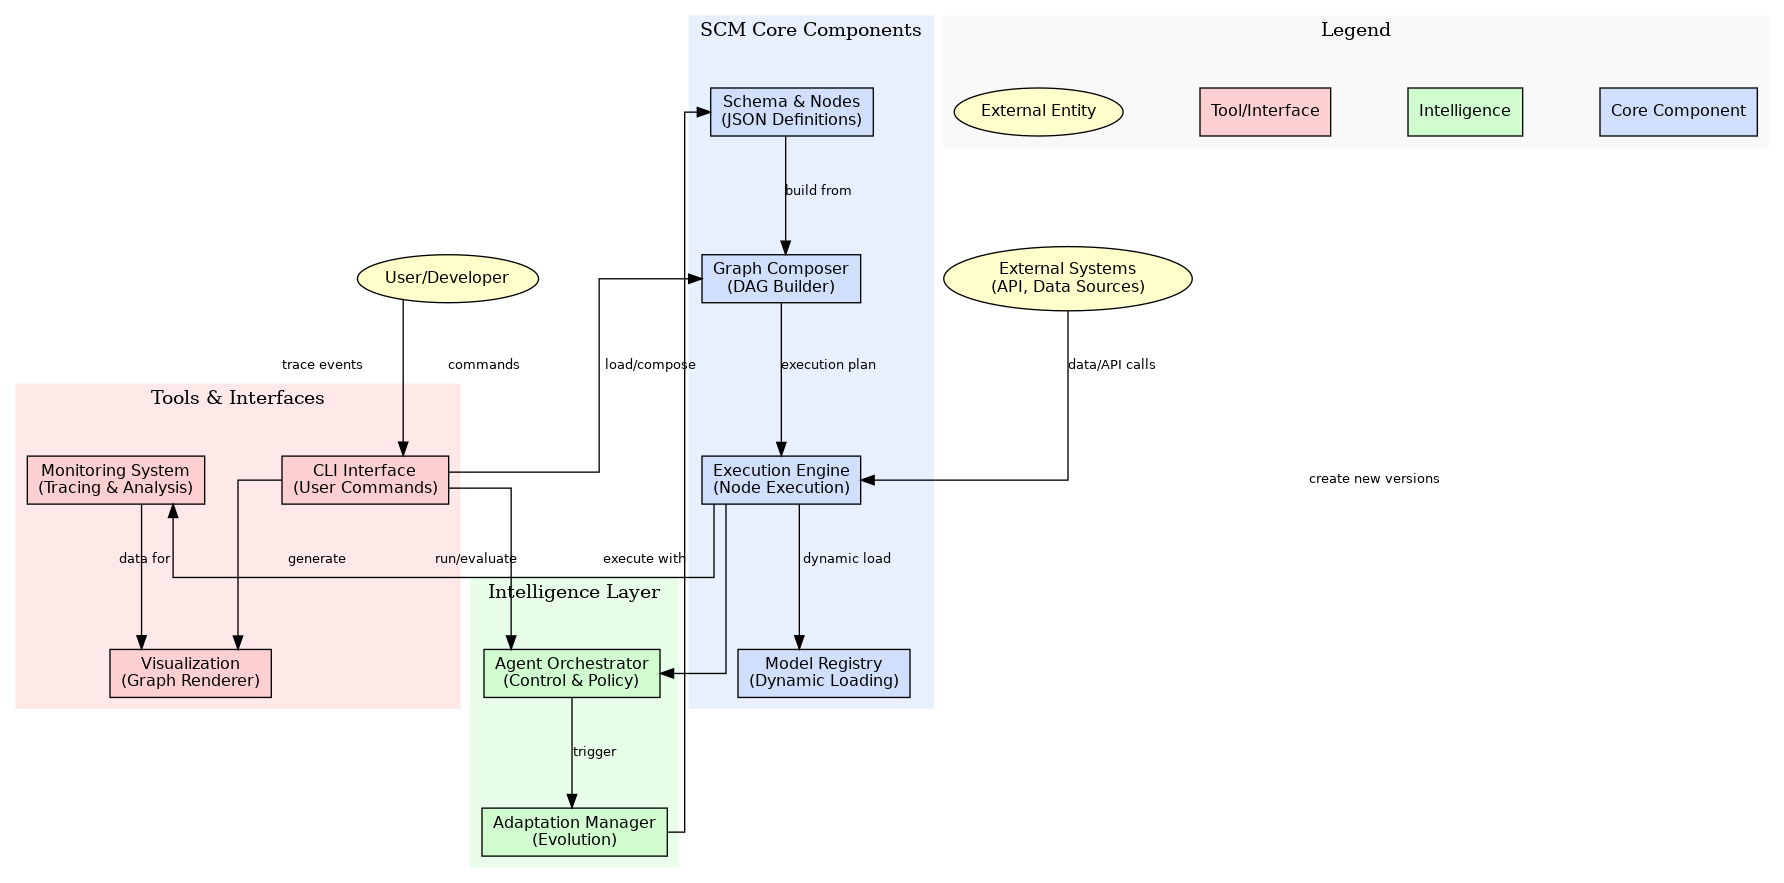 SCM Core Components
Legend
Schema & Nodes
(JSON Definitions)
External Entity
Tool/Interface
Intelligence
Core Component
build from
User/Developer
Graph Composer
(DAG Builder)
External Systems
(API, Data Sources)
trace events
commands
load/compose
execution plan
data/API calls
Tools & Interfaces
Monitoring System
(Tracing & Analysis)
CLI Interface
(User Commands)
Execution Engine
(Node Execution)
create new versions
data for
generate
run/evaluate
execute with
dynamic load
Intelligence Layer
Visualization
(Graph Renderer)
Agent Orchestrator
(Control & Policy)
Model Registry
(Dynamic Loading)
trigger
Adaptation Manager
(Evolution)